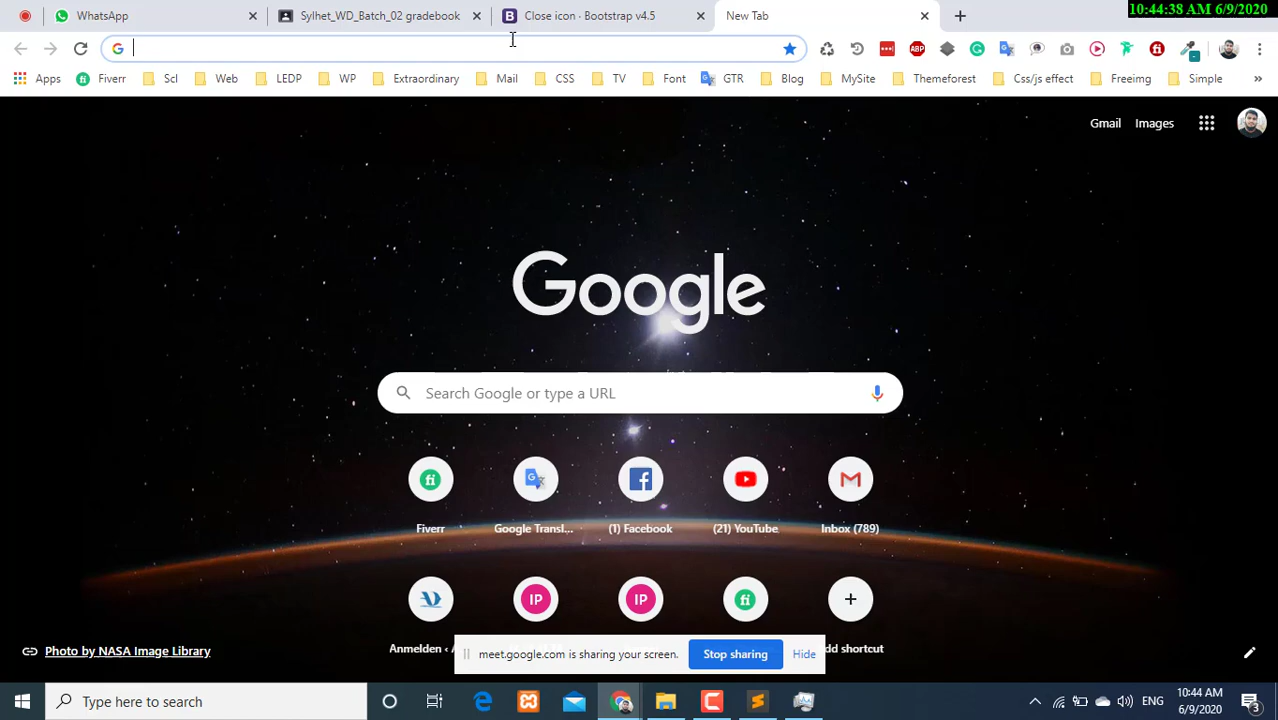 10:44:38 AM 6/9/2020
WhatsApp
Sylhet_WD_Batch_02 gradebook
Close icon · Bootstrap v4.5
New Tab
Apps
Fiverr
Scl
Web
LEDP
WP
Extraordinary
Mail
CSS
TV
Font
GTR
Blog
MySite
Themeforest
Css/js effect
Freeimg
Simple
Gmail
Images
Google
Search Google or type a URL
Fiverr
Google Transl...
(1) Facebook
(21) YouTube
Inbox (789)
IP
IP
Anmelden ‹
dd shortcut
meet.google.com is sharing your screen.
Stop sharing
Hide
Photo by NASA Image Library
Type here to search
ENG
10:44 AM
6/9/2020
3